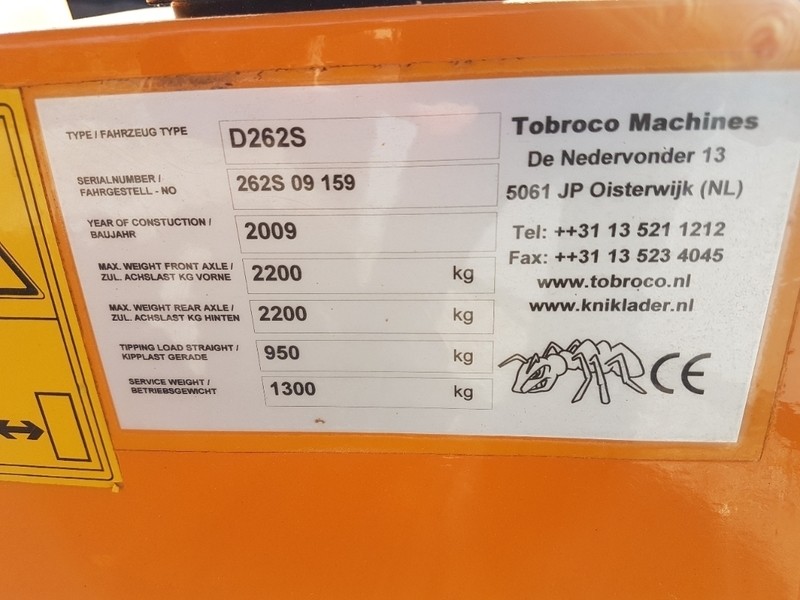 TYPE / FAHRZEUG TYPE D262S
SERIALNUMBER /
FAHRGESTELL - NO 262S 09 159
YEAR OF CONSTUCTION /
BAUJAHR 2009
MAX. WEIGHT FRONT AXLE /
ZUL. ACHSLAST KG VORNE 2200 kg
MAX. WEIGHT REAR AXLE /
ZUL. ACHSLAST KG HINTEN 2200 kg
TIPPING LOAD STRAIGHT /
KIPPLAST GERADE 950 kg
SERVICE WEIGHT /
BETRIEBSGEWICHT 1300 kg
Tobroco Machines
De Nedervonder 13
5061 JP Oisterwijk (NL)
Tel: ++31 13 521 1212
Fax: ++31 13 523 4045
www.tobroco.nl
www.kniklader.nl
CE